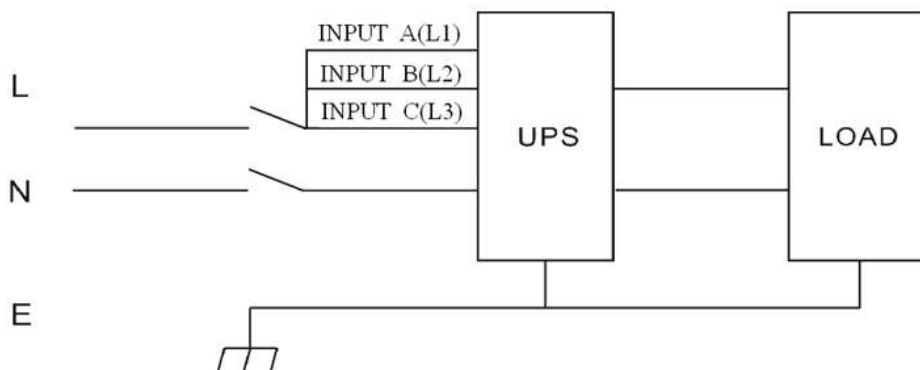 INPUT A(L1)
L
INPUT B(L2)
INPUT C(L3)
UPS
LOAD
N
E